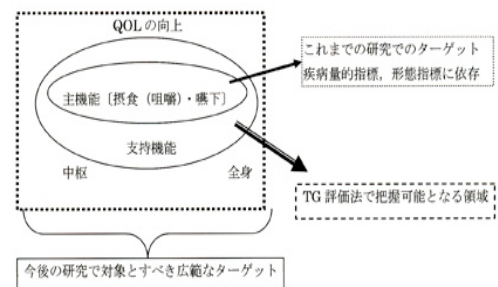 QOLの向上
これまでの研究でのターゲット
疾病量的指標，形態指標に依存
主機能〔摂食（咀嚼）・嚥下〕
支持機能
中枢
全身
TG 評価法で把握可能となる領域
今後の研究で対象とすべき広範なターゲット